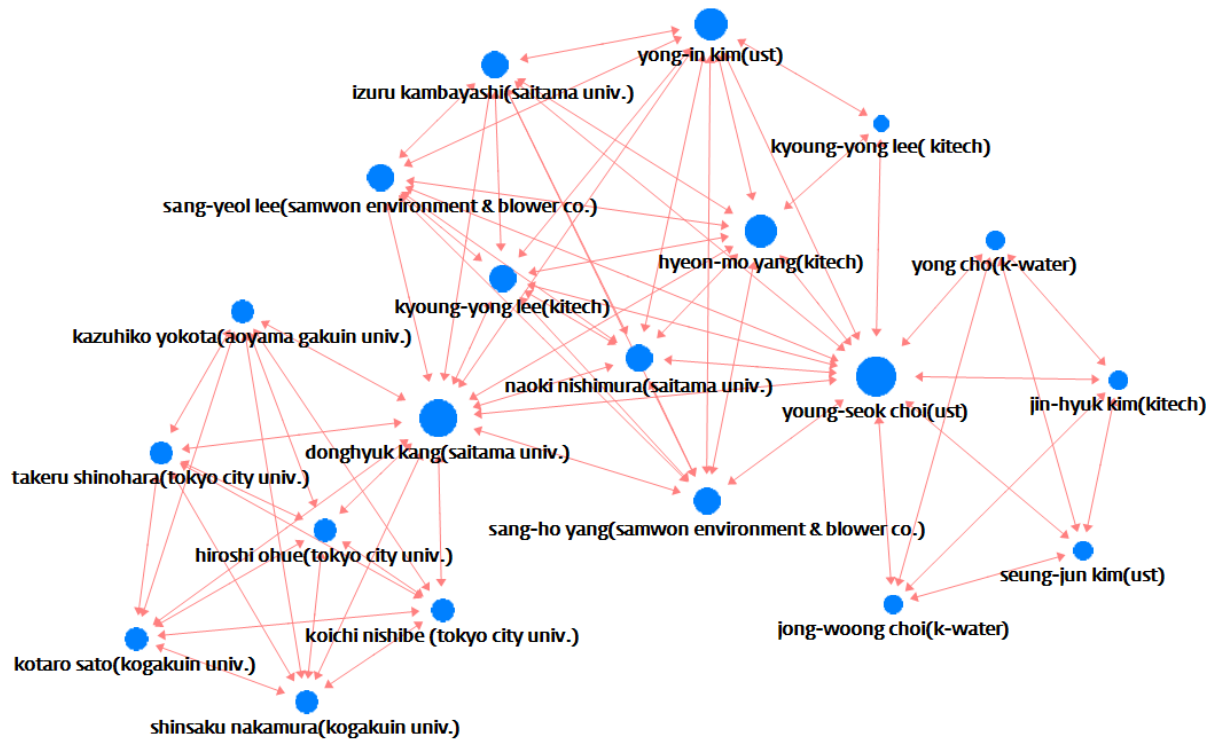 yong-in kim(ust)
izuru kambayashi(saitama univ.)
kyoung-yong lee( kitech)
sang-yeol lee(samwon environment & blower co.)
hyeon-mo yang(kitech)
yong cho(k-water)
kyoung-yong lee(kitech)
kazuhiko yokota(aoyama gakuin univ.)
naoki nishimura(saitama univ.)
young-seok choi(ust)
jin-hyuk kim(kitech)
donghyuk kang(saitama univ.)
takeru shinohara(tokyo city univ.)
sang-ho yang(samwon environment & blower co.)
hiroshi ohue(tokyo city univ.)
seung-jun kim(ust)
jong-woong choi(k-water)
koichi nishibe (tokyo city univ.)
kotaro sato(kogakuin univ.)
shinsaku nakamura(kogakuin univ.)